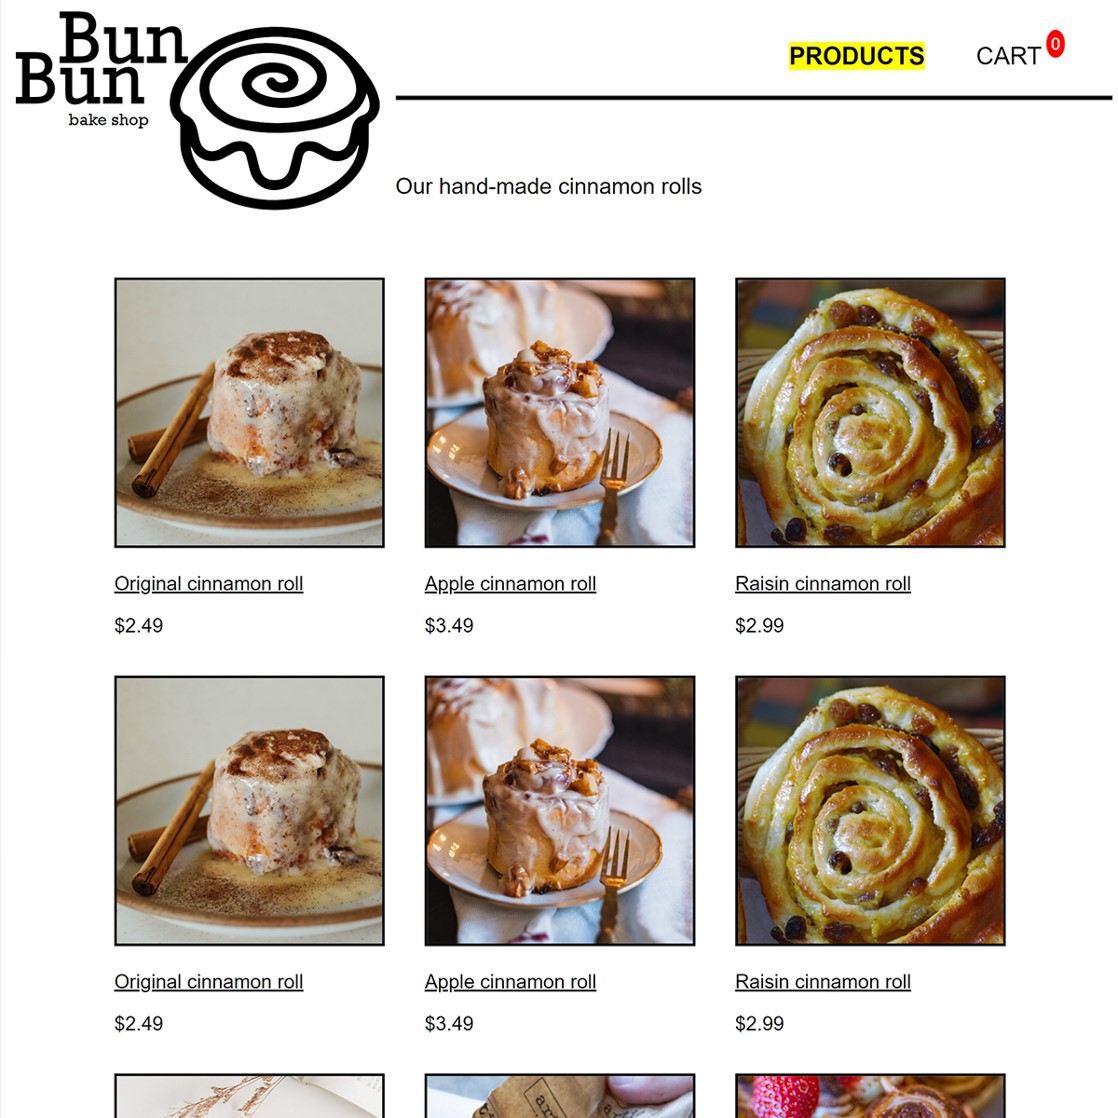 Bun
Bun
bake shop
PRODUCTS
CART 0
Our hand-made cinnamon rolls
Original cinnamon roll
Apple cinnamon roll
Raisin cinnamon roll
$2.49
$3.49
$2.99
Original cinnamon roll
Apple cinnamon roll
Raisin cinnamon roll
$2.49
$3.49
$2.99